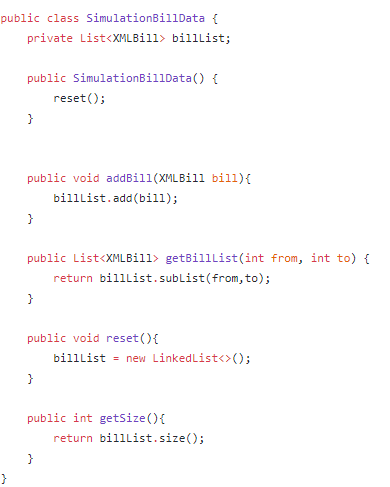 public class SimulationBillData {
    private List<XMLBill> billList;

    public SimulationBillData() {
        reset();
    }


    public void addBill(XMLBill bill){
        billList.add(bill);
    }

    public List<XMLBill> getBillList(int from, int to) {
        return billList.subList(from,to);
    }

    public void reset(){
        billList = new LinkedList<>();
    }

    public int getSize(){
        return billList.size();
    }
}